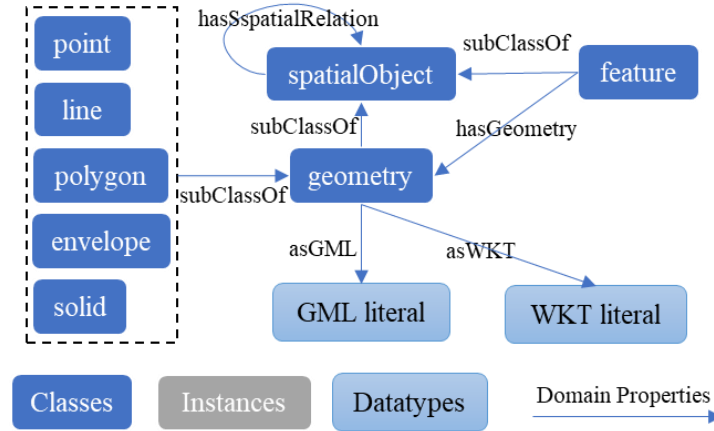 hasSspatialRelation
point
subClassOf
spatialObject
feature
line
subClassOf
hasGeometry
polygon
geometry
subClassOf
envelope
asGML
asWKT
solid
GML literal
WKT literal
Classes
Instances
Datatypes
Domain Properties